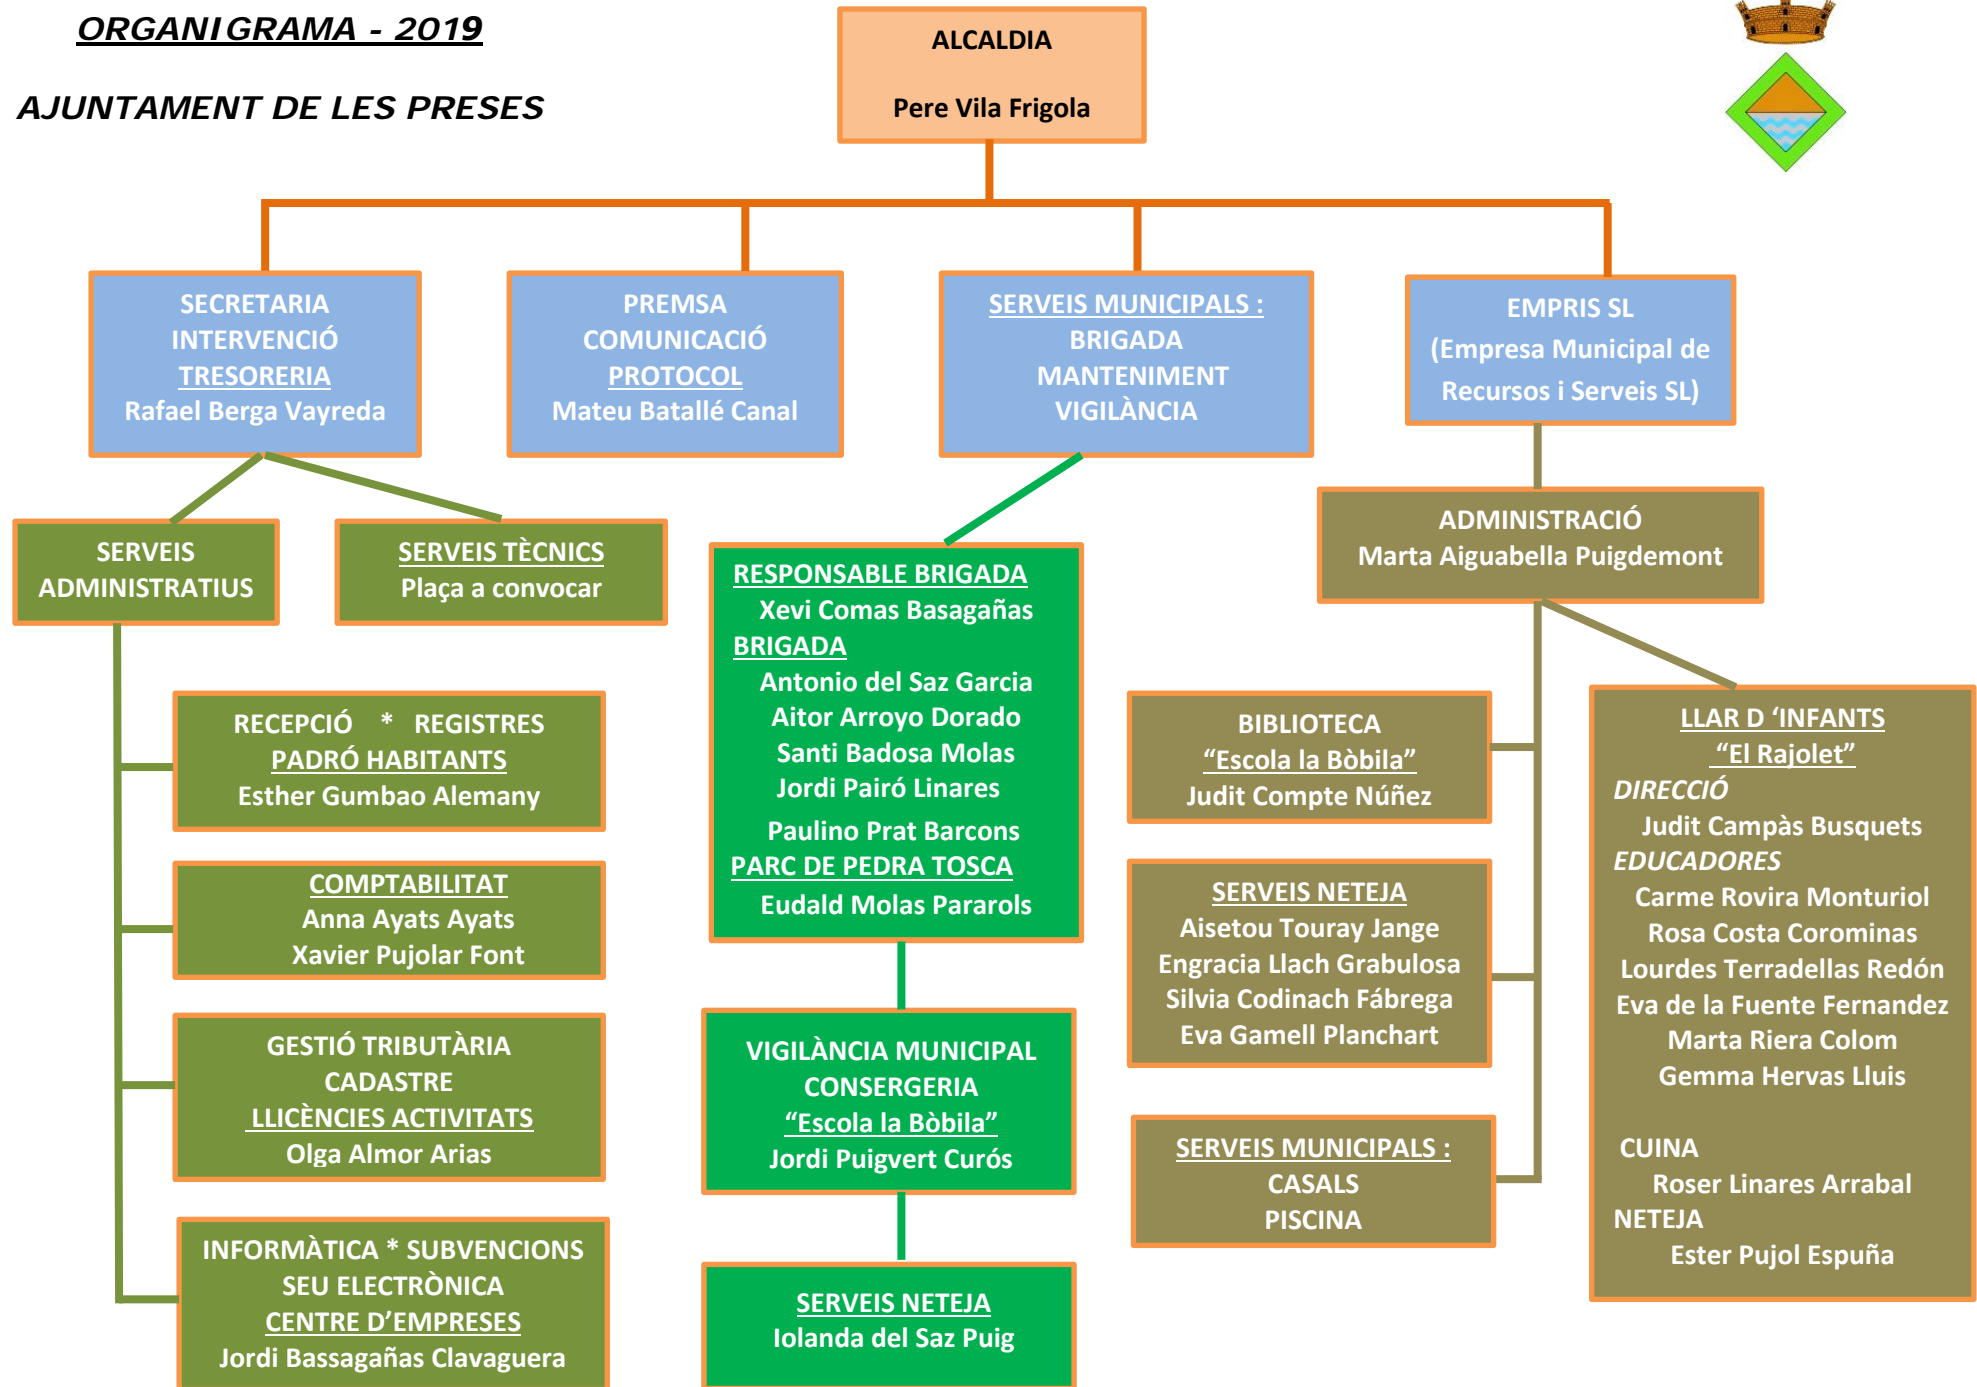 ORGANIGRAMA - 2019
AJUNTAMENT DE LES PRESES
ALCALDIA
Pere Vila Frigola
SECRETARIA
INTERVENCIÓ
TRESORERIA
Rafael Berga Vayreda
PREMSA
COMUNICACIÓ
PROTOCOL
Mateu Batallé Canal
SERVEIS MUNICIPALS :
BRIGADA
MANTENIMENT
VIGILÀNCIA
EMPRIS SL
(Empresa Municipal de
Recursos i Serveis SL)
SERVEIS
ADMINISTRATIUS
SERVEIS TÈCNICS
Plaça a convocar
RECEPCIÓ * REGISTRES
PADRÓ HABITANTS
Esther Gumbao Alemany
COMPTABILITAT
Anna Ayats Ayats
Xavier Pujolar Font
GESTIÓ TRIBUTÀRIA
CADASTRE
LLICÈNCIES ACTIVITATS
Olga Almor Arias
INFORMÀTICA * SUBVENCIONS
SEU ELECTRÒNICA
CENTRE D’EMPRESES
Jordi Bassagañas Clavaguera
RESPONSABLE BRIGADA
Xevi Comas Basagañas
BRIGADA
Antonio del Saz Garcia
Aitor Arroyo Dorado
Santi Badosa Molas
Jordi Pairó Linares
Paulino Prat Barcons
PARC DE PEDRA TOSCA
Eudald Molas Pararols
VIGILÀNCIA MUNICIPAL
CONSERGERIA
“Escola la Bòbila”
Jordi Puigvert Curós
SERVEIS NETEJA
Iolanda del Saz Puig
ADMINISTRACIÓ
Marta Aiguabella Puigdemont
BIBLIOTECA
“Escola la Bòbila”
Judit Compte Núñez
SERVEIS NETEJA
Aisetou Touray Jange
Engracia Llach Grabulosa
Silvia Codinach Fábrega
Eva Gamell Planchart
SERVEIS MUNICIPALS :
CASALS
PISCINA
LLAR D ‘INFANTS
“El Rajolet”
DIRECCIÓ
Judit Campàs Busquets
EDUCADORES
Carme Rovira Monturiol
Rosa Costa Corominas
Lourdes Terradellas Redón
Eva de la Fuente Fernandez
Marta Riera Colom
Gemma Hervas Lluis
CUINA
Roser Linares Arrabal
NETEJA
Ester Pujol Espuña